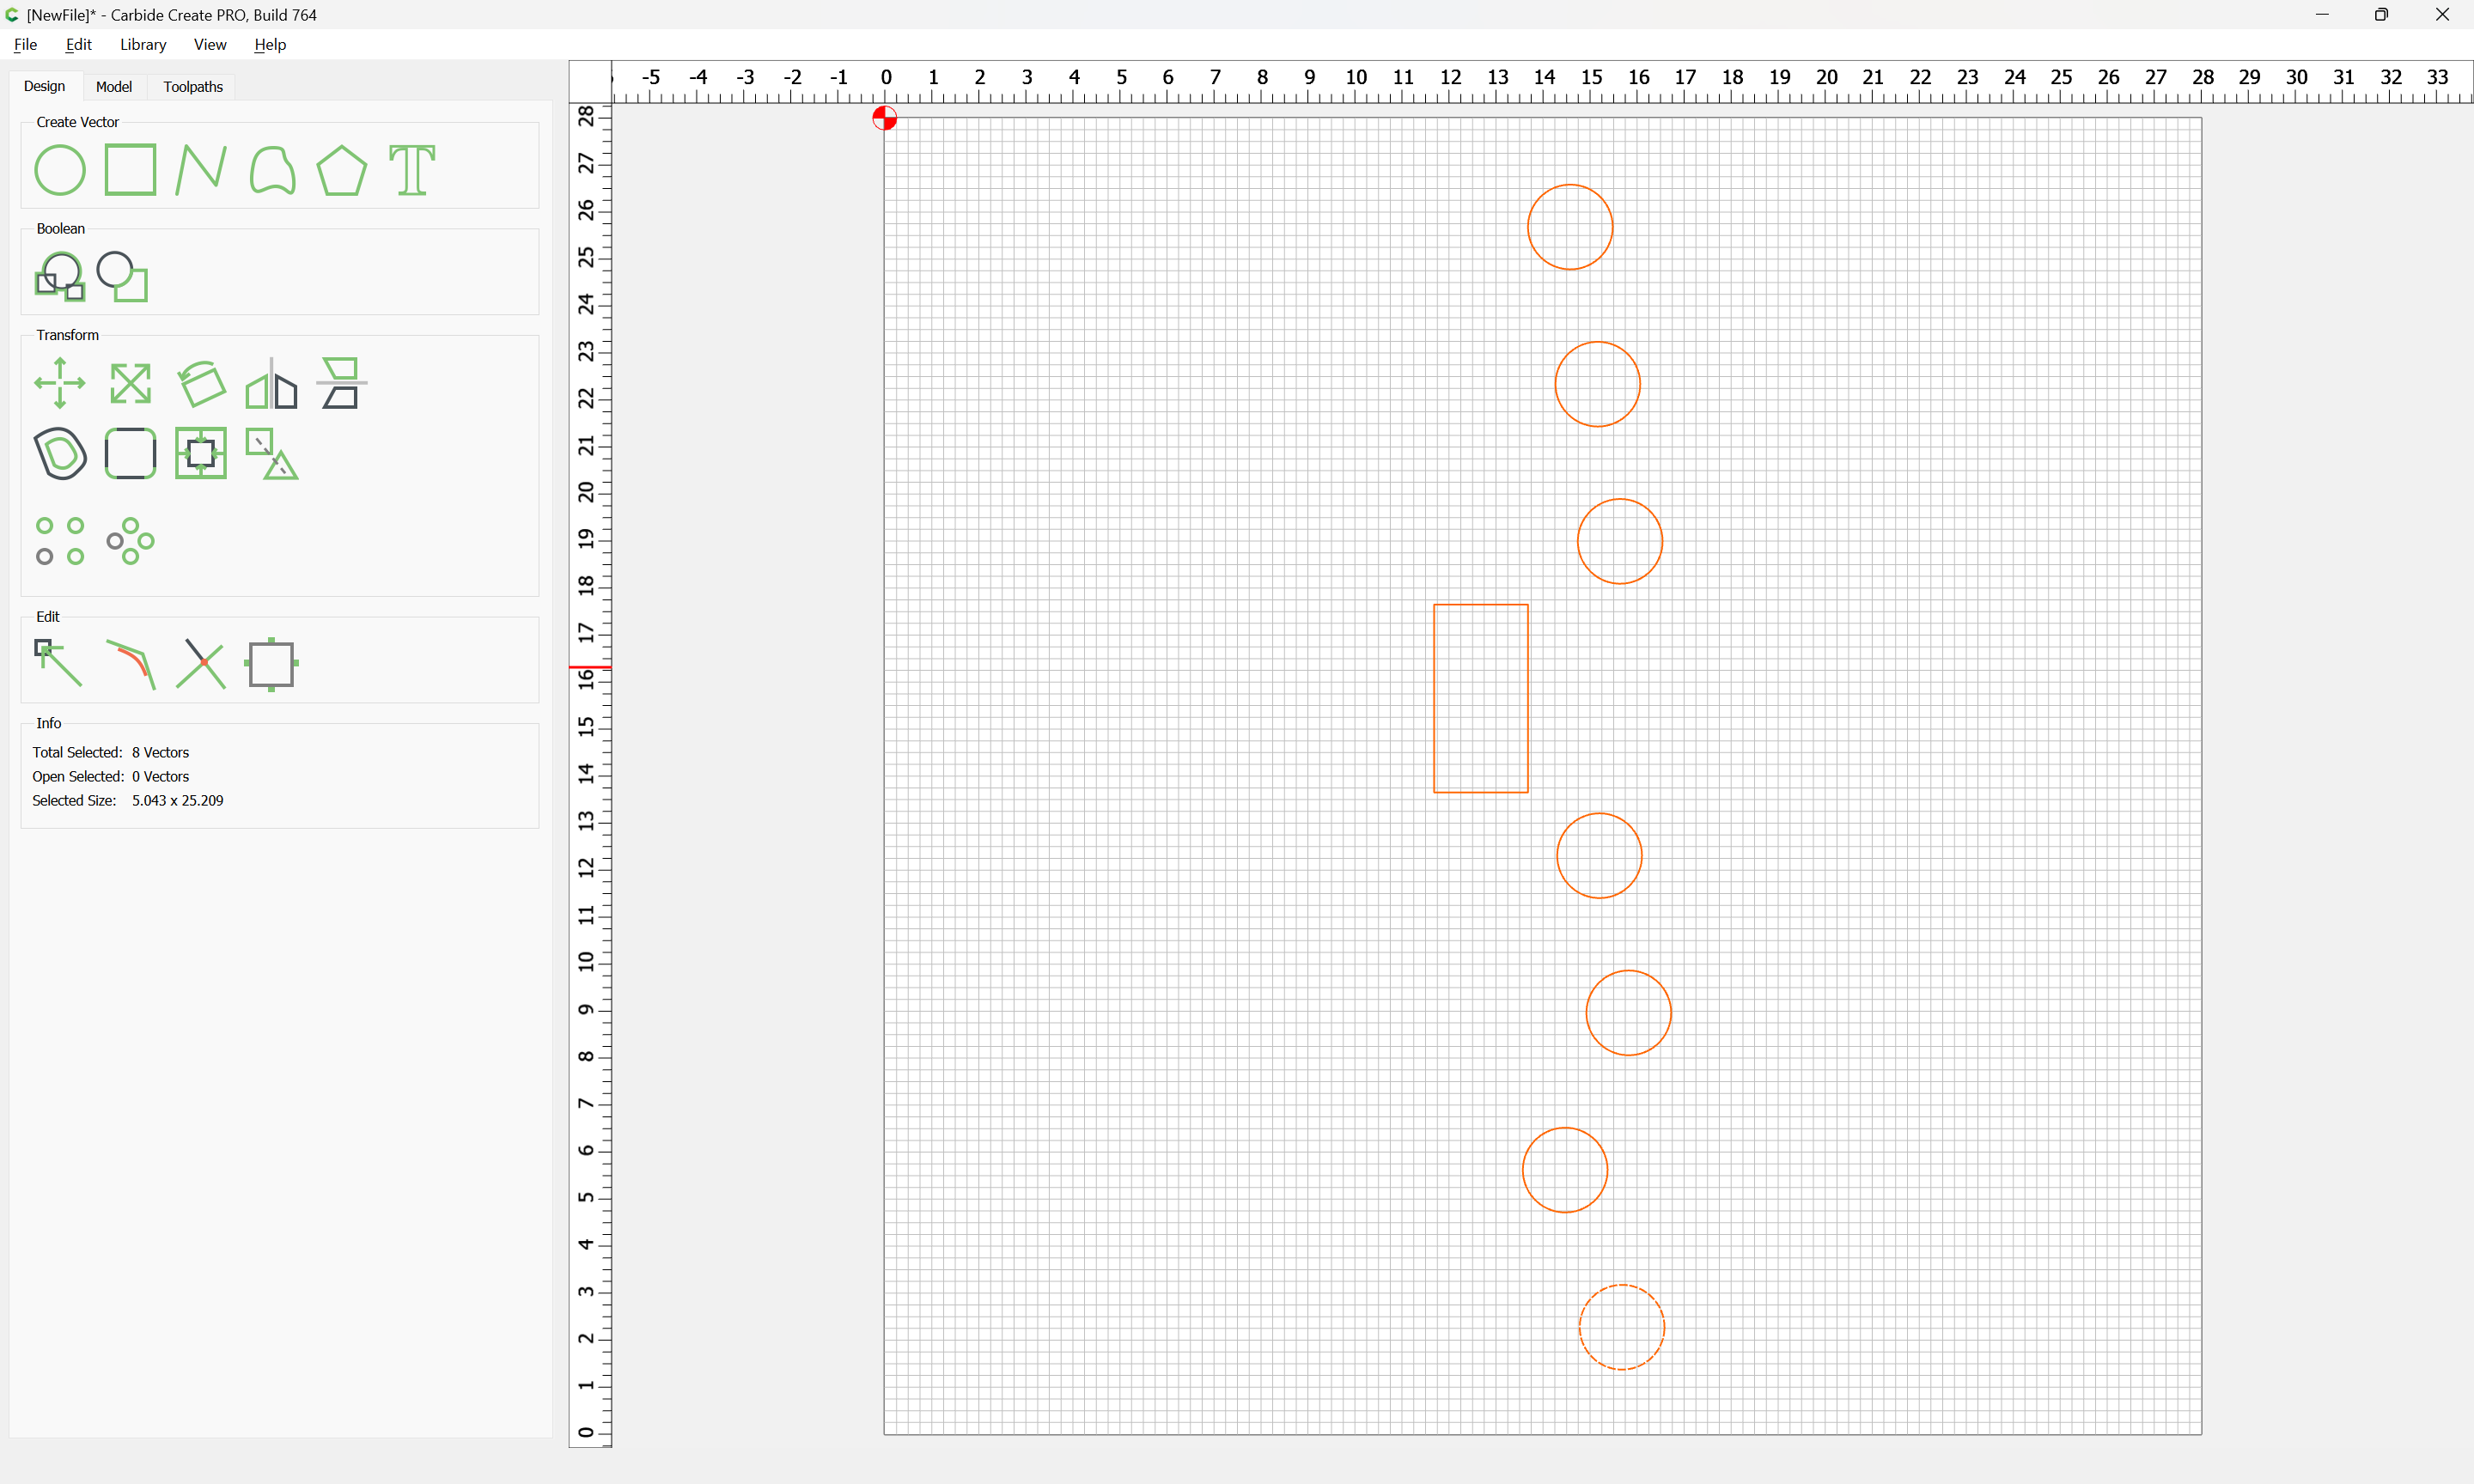 [NewFile]* - Carbide Create PRO, Build 764
File Edit Library View Help
Design Model Toolpaths
Create Vector
Boolean
Transform
Edit
Info
Total Selected: 8 Vectors
Open Selected: 0 Vectors
Selected Size: 5.043 x 25.209
-5 -4 -3 -2 -1 0 1 2 3 4 5 6 7 8 9 10 11 12 13 14 15 16 17 18 19 20 21 22 23 24 25 26 27 28 29 30 31 32 33
28
27
26
25
24
23
22
21
20
19
18
17
16
15
14
13
12
11
10
9
8
7
6
5
4
3
2
1
0